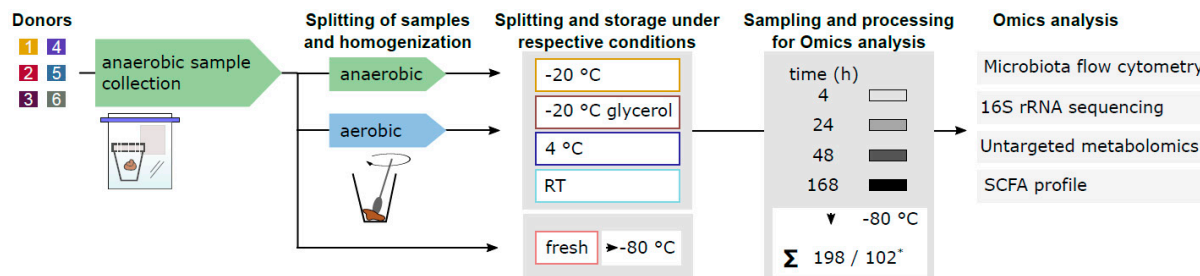 Donors
1 4
2 5
3 6
anaerobic sample
collection
Splitting of samples
and homogenization
anaerobic
aerobic
Splitting and storage under
respective conditions
-20 °C
-20 °C glycerol
4 °C
RT
fresh
-80 °C
Sampling and processing
for Omics analysis
time (h)
4
24
48
168
-80 °C
Σ 198 / 102*
Omics analysis
Microbiota flow cytometry
16S rRNA sequencing
Untargeted metabolomics
SCFA profile